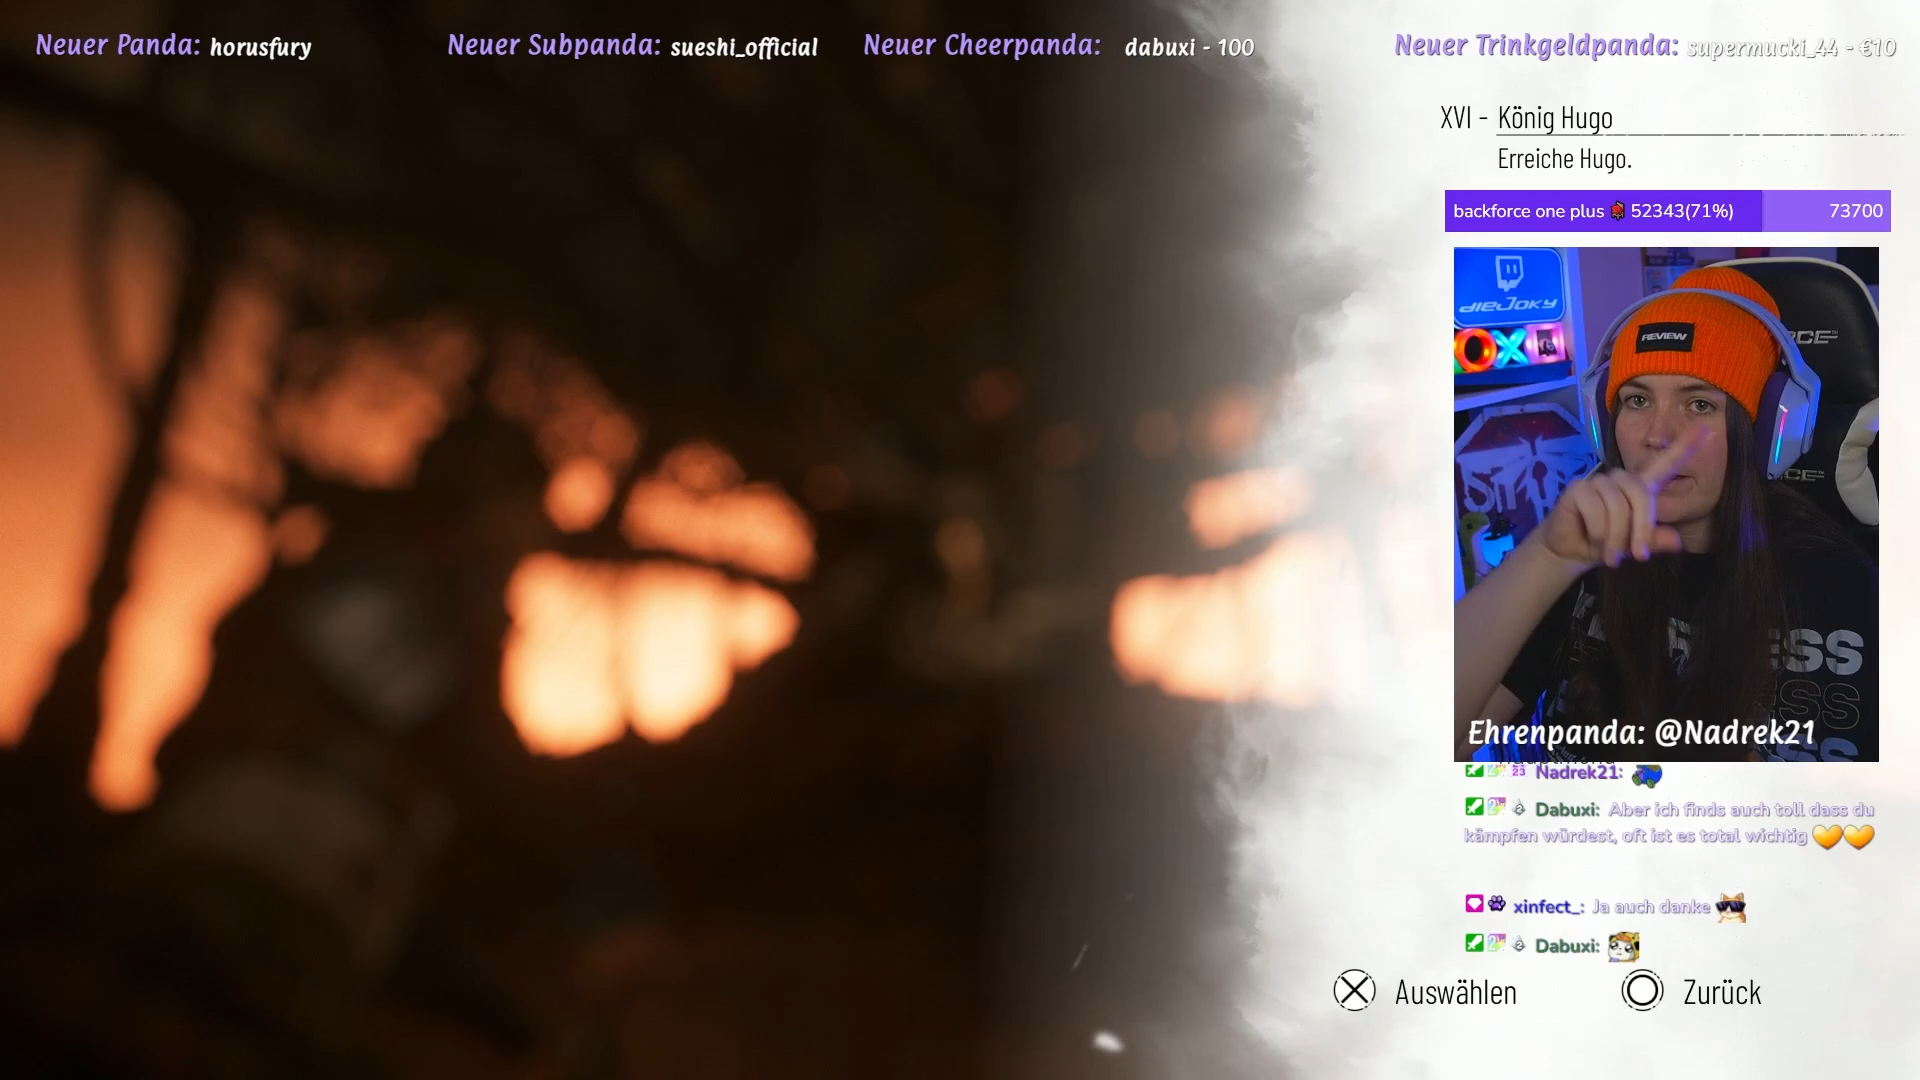 Neuer Panda: horusfury
Neuer Subpanda: sueshi_official
Neuer Cheerpanda: dabuxi - 100
Neuer Trinkgeldpanda: supermucki_44 - €10
XVI - König Hugo
Erreiche Hugo.
backforce one plus 52343(71%) 73700
dieJoky
REVIEW
Ehrenpanda: @Nadrek21
23 Nadrek21:
Dabuxi: Aber ich finds auch toll dass du
kämpfen würdest, oft ist es total wichtig
xinfect_: Ja auch danke
Dabuxi:
Auswählen
Zurück